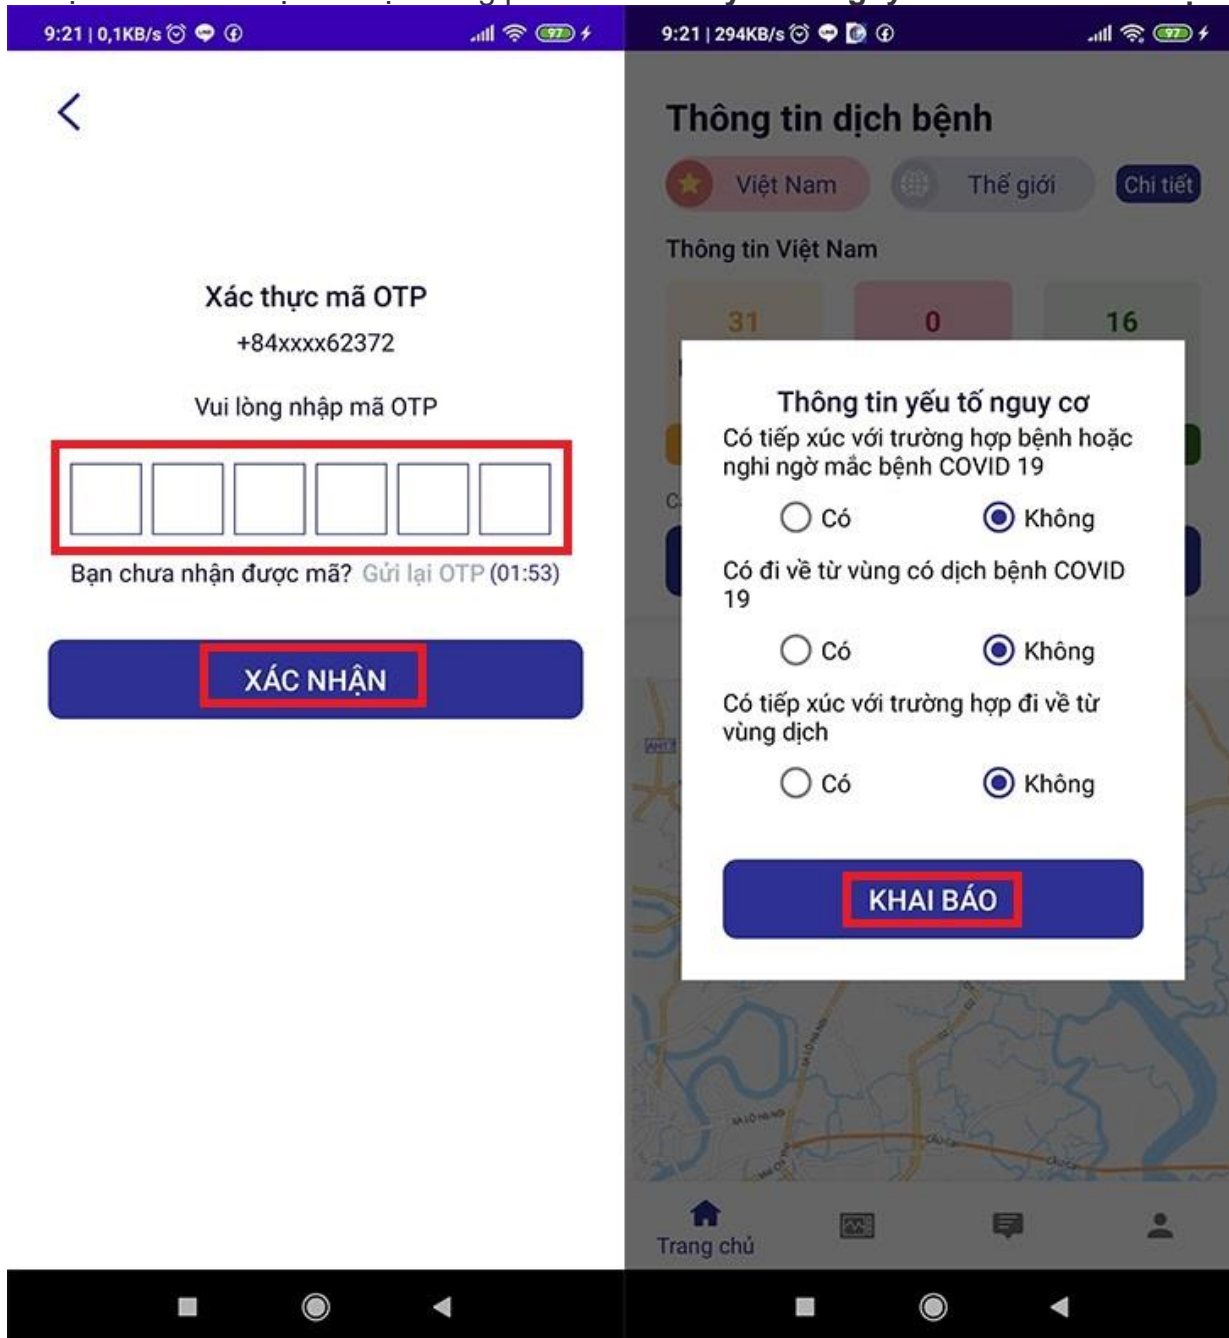 9:21 | 0,1KB/s
97
Xác thực mã OTP
+84xxxx62372
Vui lòng nhập mã OTP
Bạn chưa nhận được mã? Gửi lại OTP (01:53)
XÁC NHẬN
9:21 | 294KB/s
97
Thông tin dịch bệnh
Việt Nam
Thế giới
Chi tiết
Thông tin Việt Nam
31
0
16
Thông tin yếu tố nguy cơ
Có tiếp xúc với trường hợp bệnh hoặc
nghi ngờ mắc bệnh COVID 19
Có
Không
Có đi về từ vùng có dịch bệnh COVID
19
Có
Không
Có tiếp xúc với trường hợp đi về từ
vùng dịch
Có
Không
KHAI BÁO
Trang chủ